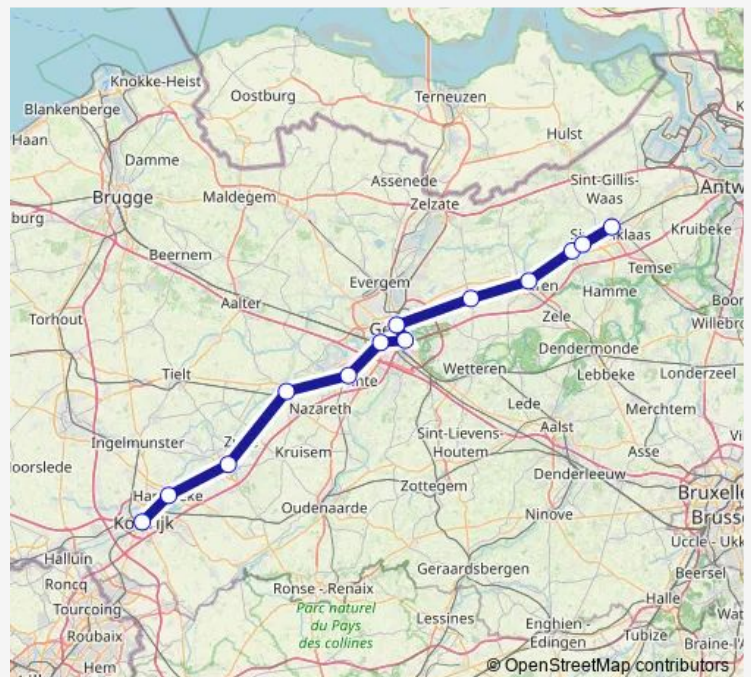 Knokke-Heist
Blankenberge
Oostburg
Terneuzen
Haan
Damme
Hulst
Assenede
Sint-Gillis-
Waas
Brugge
Maldegem
Zelzate
Antw
burg
Kruibeke
Beernem
Temse
Evergem
Hamme
Aalter
Zele
Boor
Torhout
Willebro
Dendermonde
Wetteren
Lebbeke
Londerzeel
Tielt
Nazareth
Lede
Merchtem
Aalst
Sint-Lievens-
Houtem
Ingelmunster
Kruisem
Asse
oorslede
Denderleeuw
Zottegem
Bruxelle
Oudenaarde
Ninove
Bruss
Uccle - Ukk
Halluin
Geraardsbergen
Beersel
Roncq
Ronse - Renaix
Halle
Tourcoing
Parc naturel
du Pays
des collines
Lessines
Enghien -
Edingen
Tubize
Wat
Roubaix
Braine-l'A
Hem
© OpenStreetMap contributors